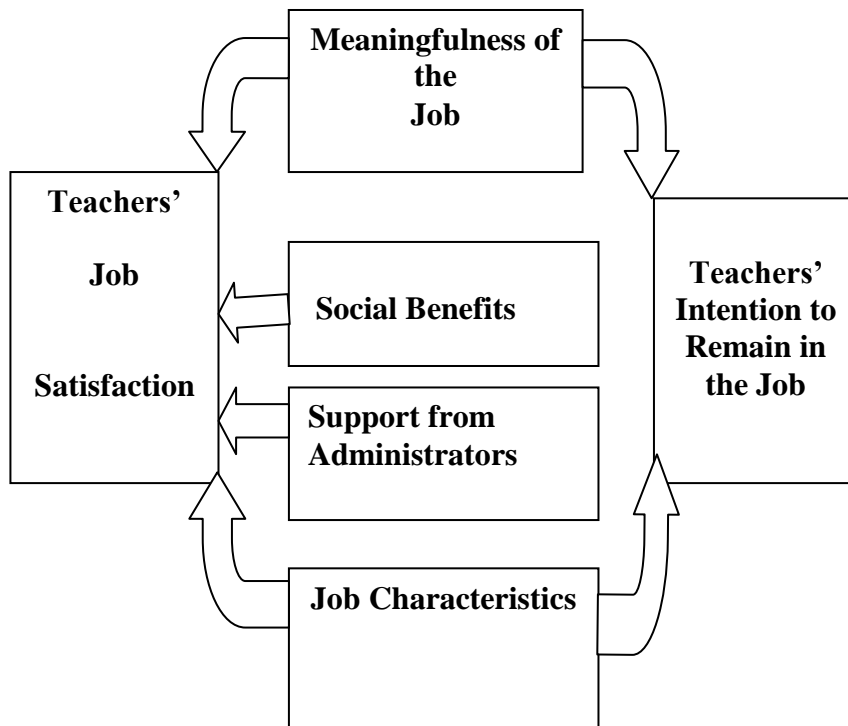 Meaningfulness of
the
Job
Teachers’
Job
Satisfaction
Social Benefits
Support from
Administrators
Teachers’
Intention to
Remain in
the Job
Job Characteristics